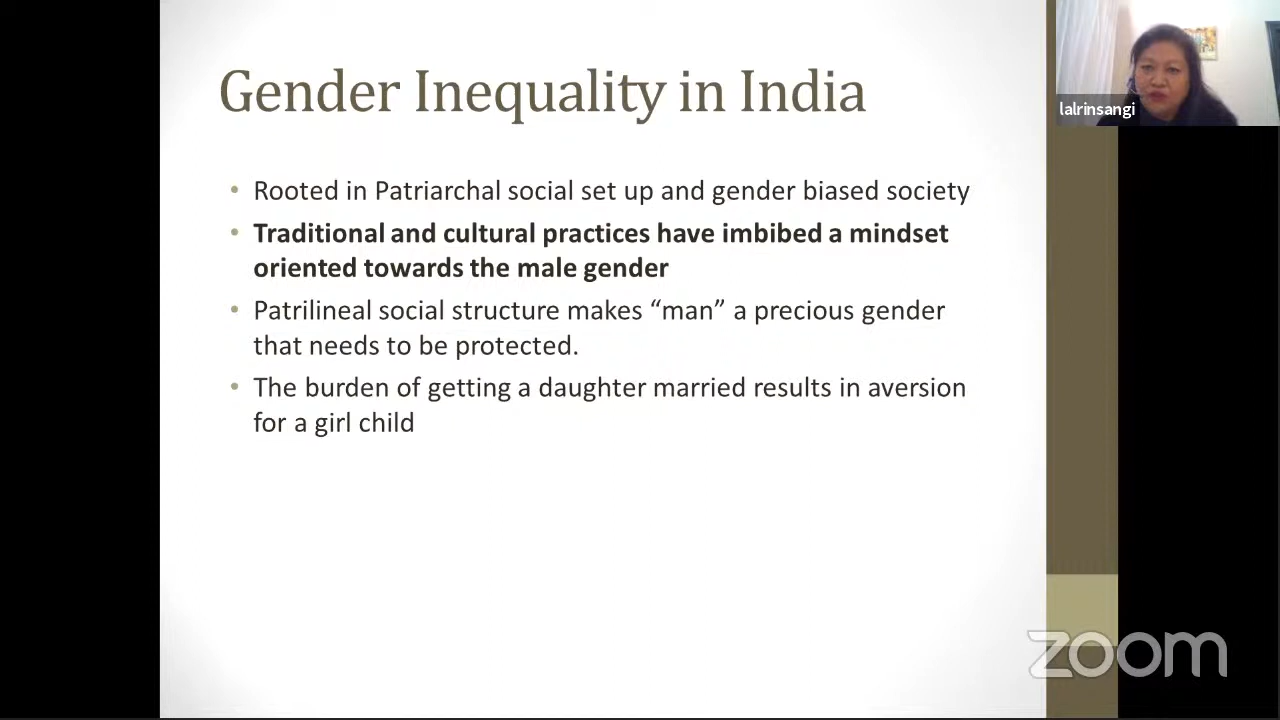 Gender Inequality in India
lalrinsangi
• Rooted in Patriarchal social set up and gender biased society
• Traditional and cultural practices have imbibed a mindset
oriented towards the male gender
• Patrilineal social structure makes “man” a precious gender
that needs to be protected.
• The burden of getting a daughter married results in aversion
for a girl child
zoom